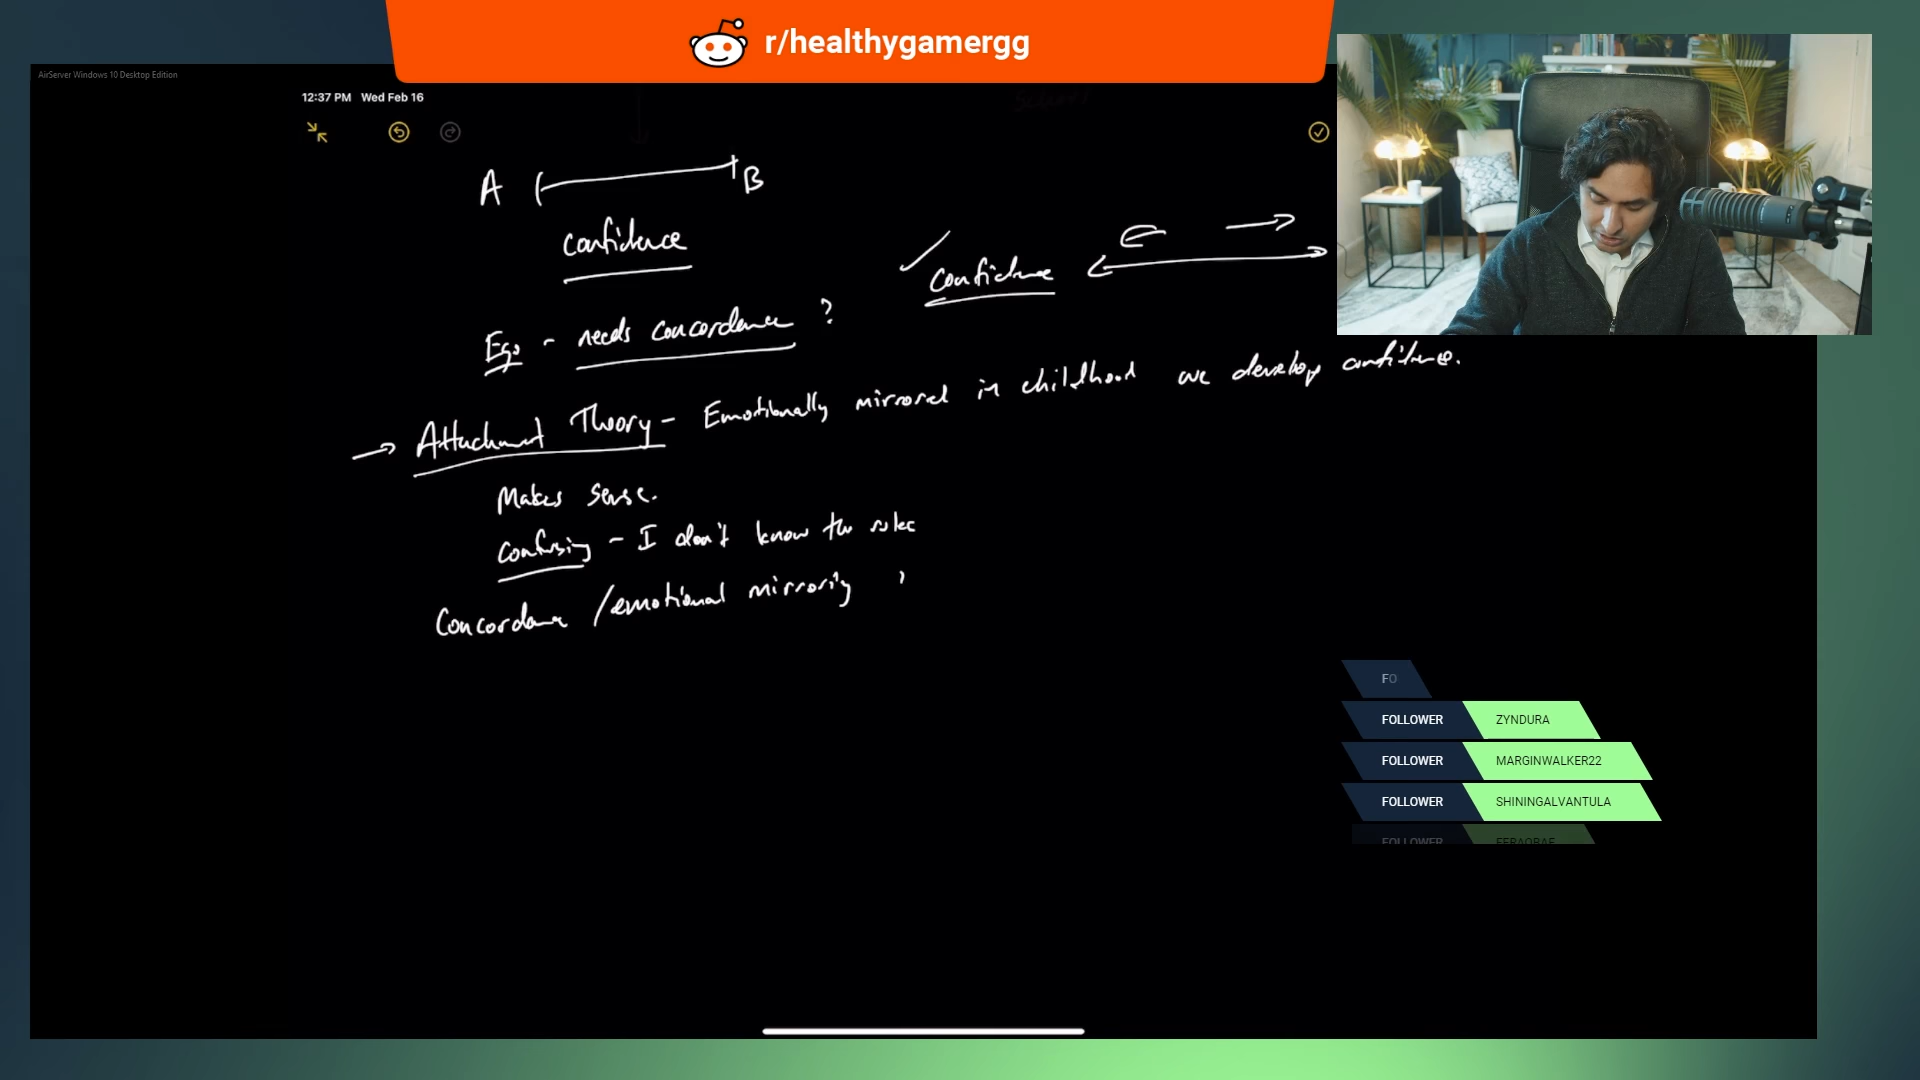 r/healthygamergg
AirServer Windows 10 Desktop Edition
12:37 PM Wed Feb 16
A B
confidence
confidence
Ego - needs concordance ?
→ Attachment Theory - Emotionally mirrored in childhood we develop confidence.
Makes sense.
confusing - I don't know the rules
Concordance /emotional mirroring
FO
FOLLOWER ZYNDURA
FOLLOWER MARGINWALKER22
FOLLOWER SHININGALVANTULA
FOLLOWER